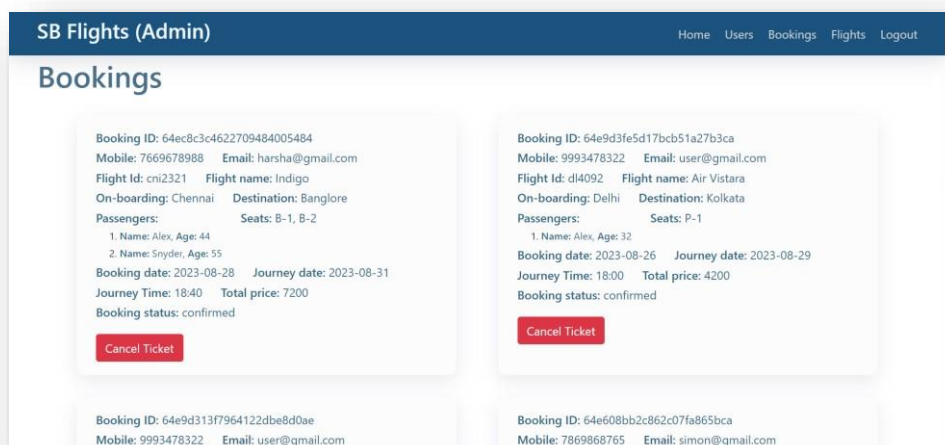 SB Flights (Admin)
Home Users Bookings Flights Logout
Bookings
Booking ID: 64ec8c3c4622709484005484
Mobile: 7669678988 Email: harsha@gmail.com
Flight Id: cni2321 Flight name: Indigo
On-boarding: Chennai Destination: Banglore
Passengers: Seats: B-1, B-2
1. Name: Alex, Age: 44
2. Name: Snyder, Age: 55
Booking date: 2023-08-28 Journey date: 2023-08-31
Journey Time: 18:40 Total price: 7200
Booking status: confirmed
Cancel Ticket
Booking ID: 64e9d3fe5d17bcb51a27b3ca
Mobile: 9993478322 Email: user@gmail.com
Flight Id: dl4092 Flight name: Air Vistara
On-boarding: Delhi Destination: Kolkata
Passengers: Seats: P-1
1. Name: Alex, Age: 32
Booking date: 2023-08-26 Journey date: 2023-08-29
Journey Time: 18:00 Total price: 4200
Booking status: confirmed
Cancel Ticket
Booking ID: 64e9d313f7964122dbe8d0ae
Mobile: 9993478322 Email: user@gmail.com
Booking ID: 64e608bb2c862c07fa865bca
Mobile: 7869868765 Email: simon@gmail.com